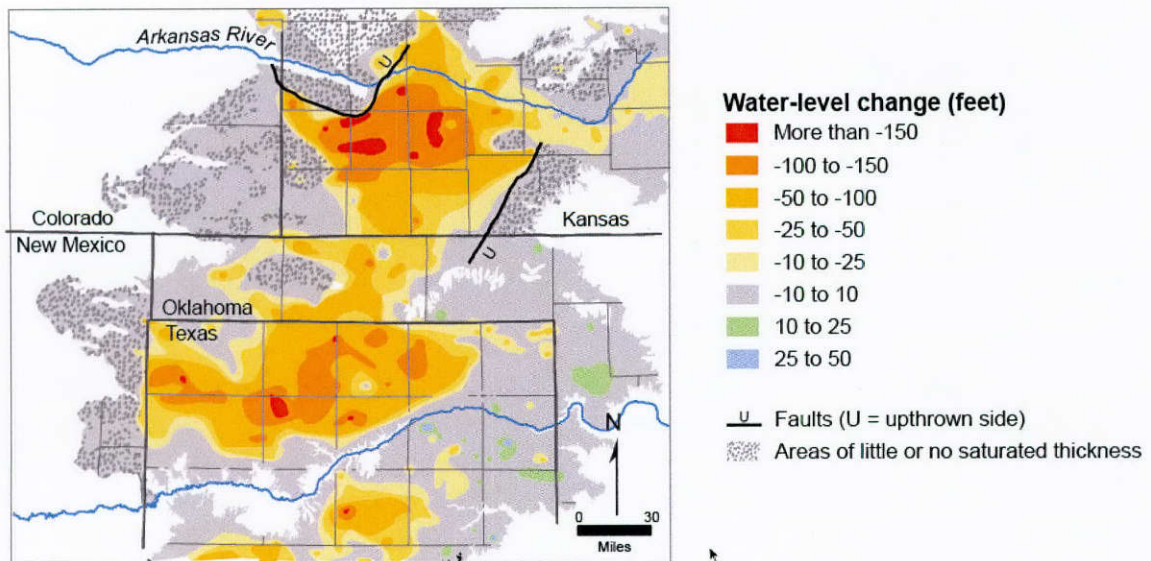 Arkansas River
U
Colorado
Kansas
New Mexico
U
Oklahoma
Texas
N
0 30
Miles
Water-level change (feet)
More than -150
-100 to -150
-50 to -100
-25 to -50
-10 to -25
-10 to 10
10 to 25
25 to 50
U Faults (U = upthrown side)
Areas of little or no saturated thickness